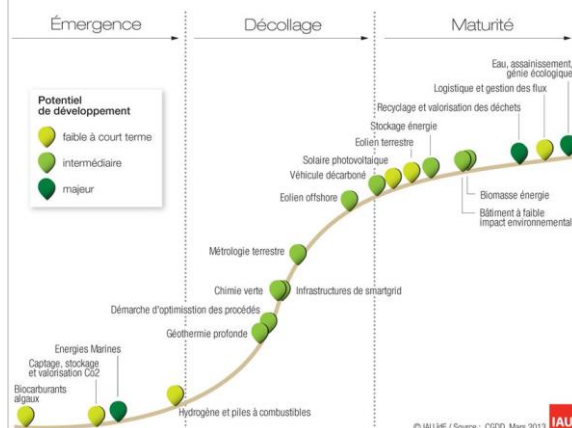 Émergence
Décollage
Maturité
Potentiel
de développement
faible à court terme
intermédiaire
majeur
Eau, assainissement,
génie écologique
Logistique et gestion des flux
Recyclage et valorisation des déchets
Stockage énergie
Eolien terrestre
Solaire photovoltaïque
Véhicule décarboné
Eolien offshore
Biomasse énergie
Bâtiment à faible
impact environnemental
Métrologie terrestre
Chimie verte
Infrastructures de smartgrid
Démarche d'optimission des procédés
Géothermie profonde
Energies Marines
Captage, stockage
et valorisation Co2
Biocarburants
algaux
Hydrogène et piles à combustibles
© IAU îdF / Source : CGDD, Mars 2013
IAU